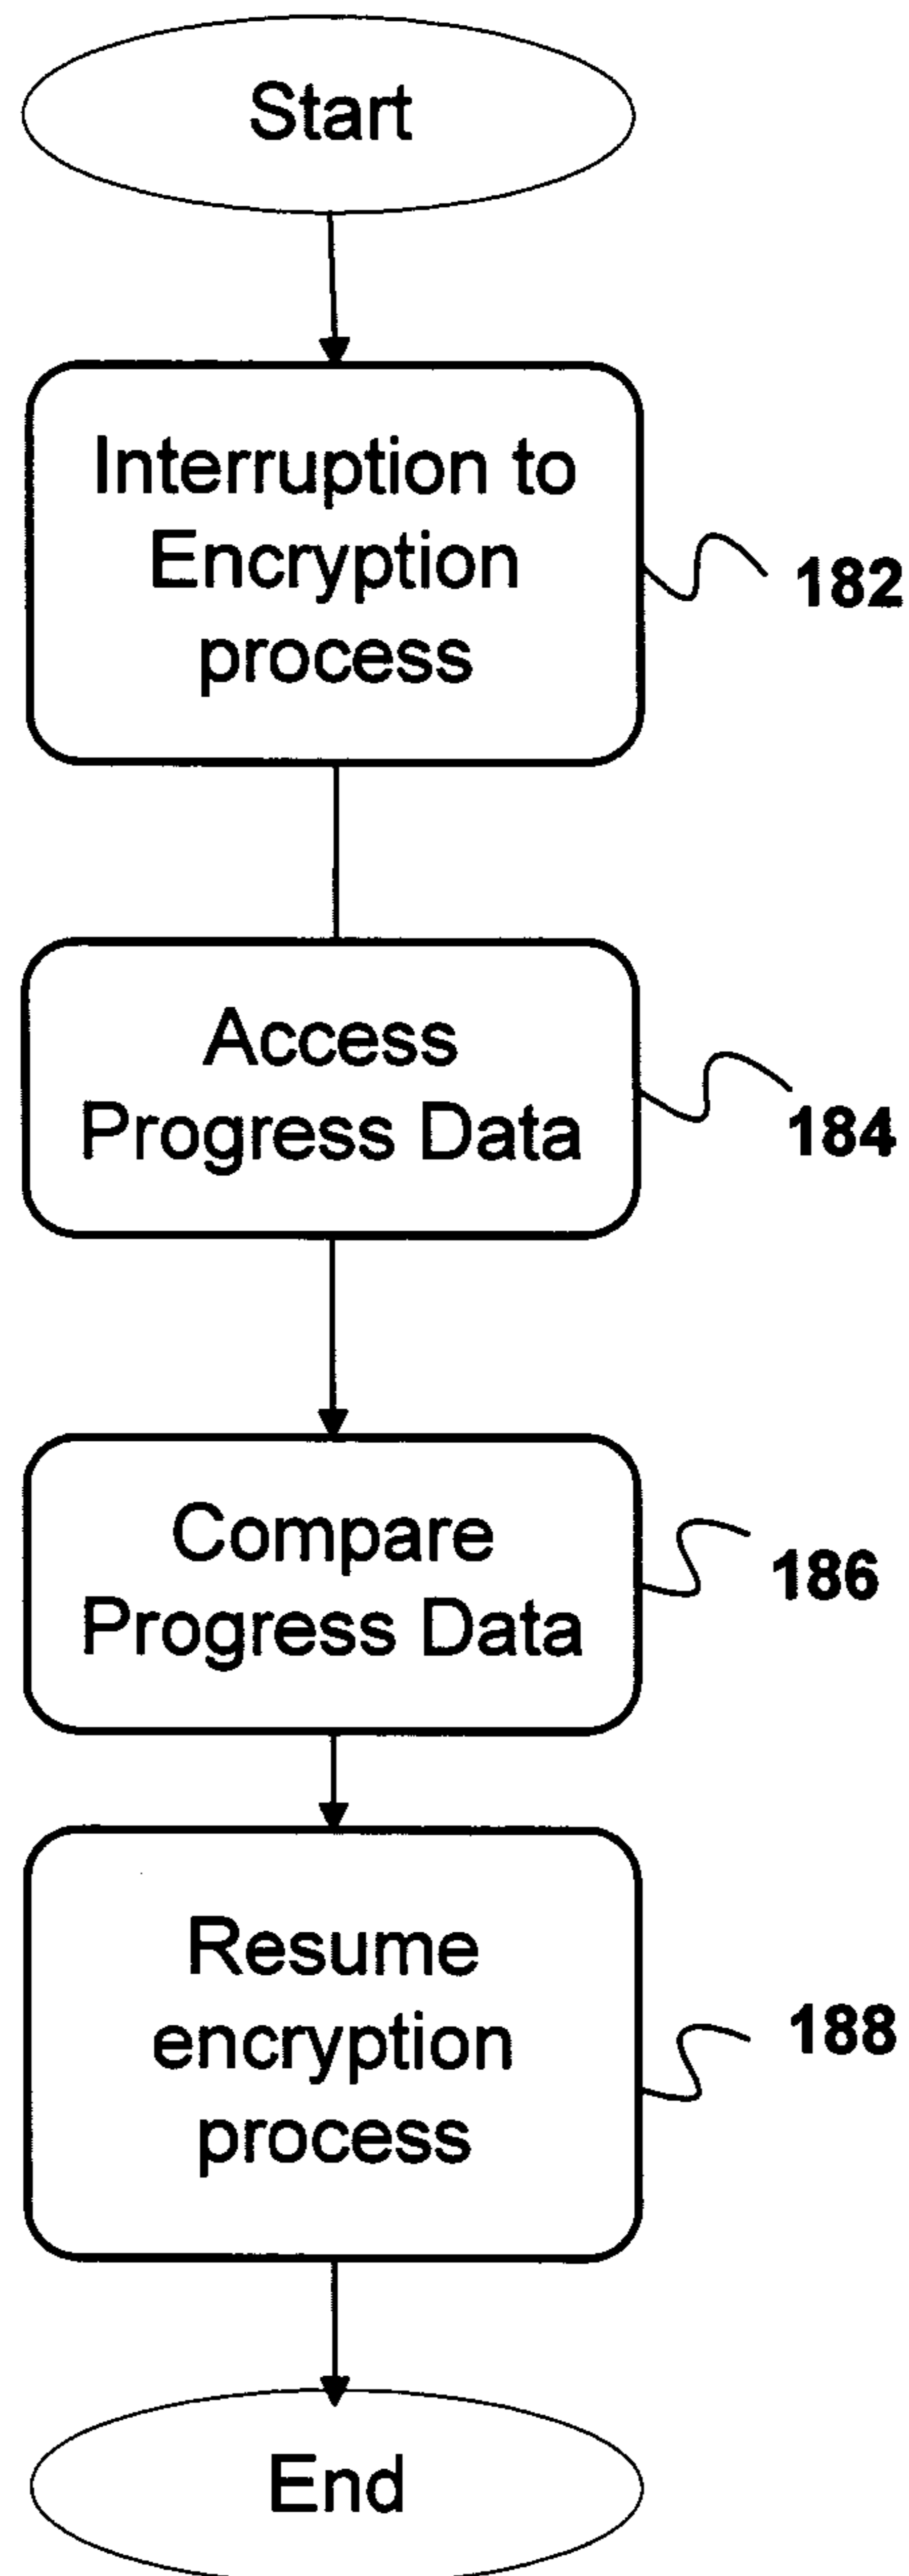 Start
Interruption to
Encryption
process
182
Access
Progress Data
184
Compare
Progress Data
186
Resume
encryption
process
188
End